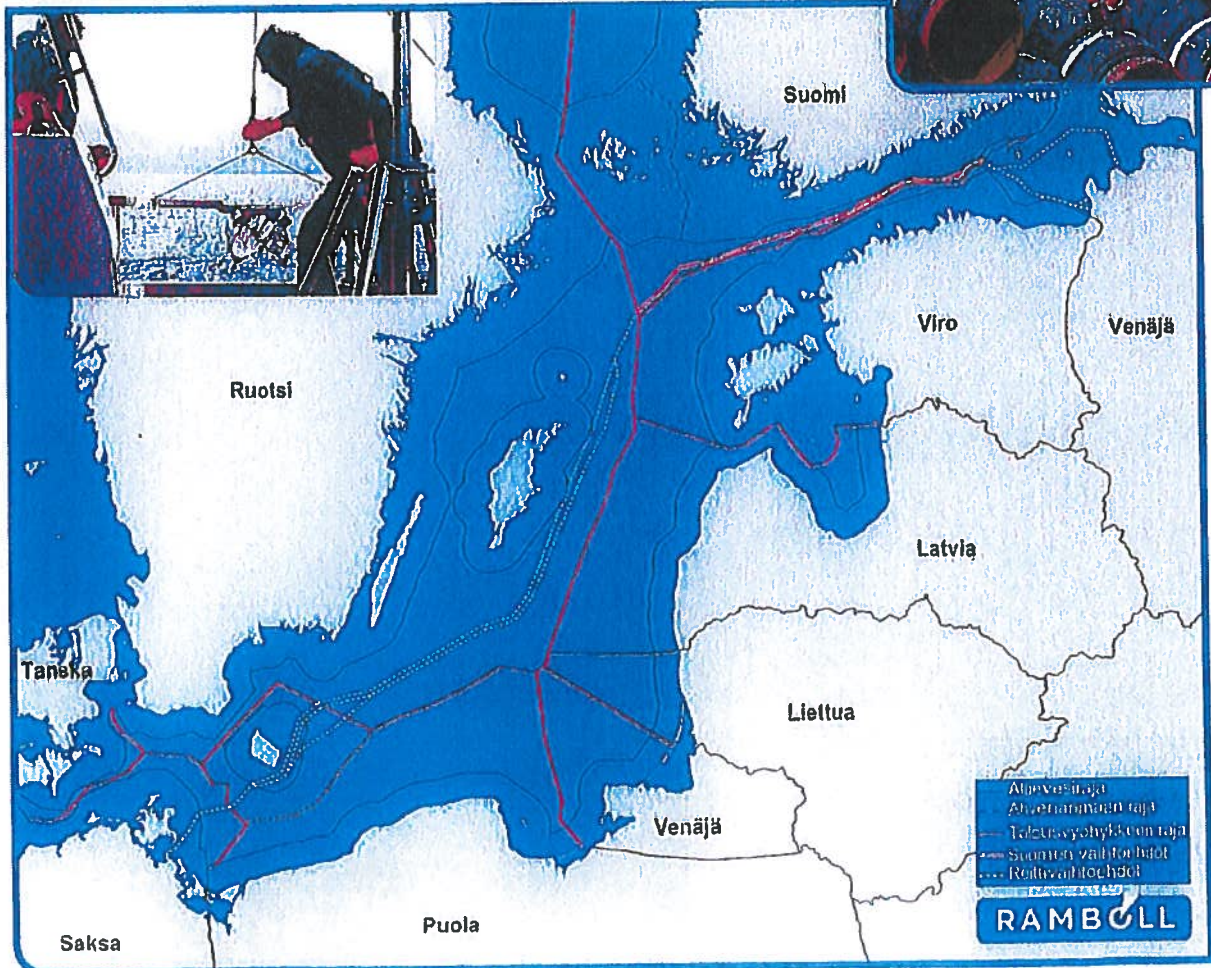 Suomi
Viro
Venäjä
Ruotsi
Latvia
Tanska
Liettua
Venäjä
Puola
Saksa
Aluevesiraja
Ahvenanmaan raja
Talousvyöhykkeen raja
Suomen vaihtoehdot
Reittivaihtoehdot
RAMBOLL